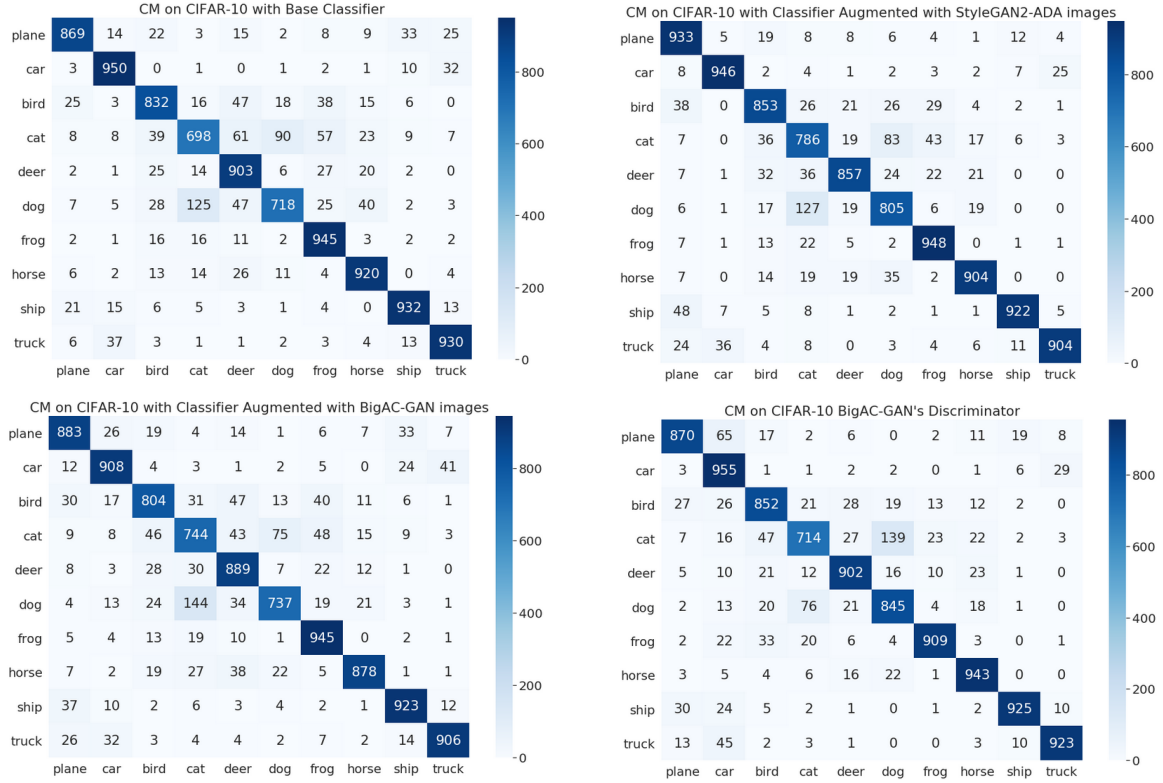 CM on CIFAR-10 with Base Classifier
plane 869 14 22 3 15 2 8 9 33 25
car 3 950 0 1 0 1 2 1 10 32
bird 25 3 832 16 47 18 38 15 6 0
cat 8 8 39 698 61 90 57 23 9 7
deer 2 1 25 14 903 6 27 20 2 0
dog 7 5 28 125 47 718 25 40 2 3
frog 2 1 16 16 11 2 945 3 2 2
horse 6 2 13 14 26 11 4 920 0 4
ship 21 15 6 5 3 1 4 0 932 13
truck 6 37 3 1 1 2 3 4 13 930
plane car bird cat deer dog frog horse ship truck
800
600
400
200
0
CM on CIFAR-10 with Classifier Augmented with StyleGAN2-ADA images
plane 933 5 19 8 8 6 4 1 12 4
car 8 946 2 4 1 2 3 2 7 25
bird 38 0 853 26 21 26 29 4 2 1
cat 7 0 36 786 19 83 43 17 6 3
deer 7 1 32 36 857 24 22 21 0 0
dog 6 1 17 127 19 805 6 19 0 0
frog 7 1 13 22 5 2 948 0 1 1
horse 7 0 14 19 19 35 2 904 0 0
ship 48 7 5 8 1 2 1 1 922 5
truck 24 36 4 8 0 3 4 6 11 904
plane car bird cat deer dog frog horse ship truck
800
600
400
200
0
CM on CIFAR-10 with Classifier Augmented with BigAC-GAN images
plane 883 26 19 4 14 1 6 7 33 7
car 12 908 4 3 1 2 5 0 24 41
bird 30 17 804 31 47 13 40 11 6 1
cat 9 8 46 744 43 75 48 15 9 3
deer 8 3 28 30 889 7 22 12 1 0
dog 4 13 24 144 34 737 19 21 3 1
frog 5 4 13 19 10 1 945 0 2 1
horse 7 2 19 27 38 22 5 878 1 1
ship 37 10 2 6 3 4 2 1 923 12
truck 26 32 3 4 4 2 7 2 14 906
plane car bird cat deer dog frog horse ship truck
800
600
400
200
0
CM on CIFAR-10 BigAC-GAN's Discriminator
plane 870 65 17 2 6 0 2 11 19 8
car 3 955 1 1 2 2 0 1 6 29
bird 27 26 852 21 28 19 13 12 2 0
cat 7 16 47 714 27 139 23 22 2 3
deer 5 10 21 12 902 16 10 23 1 0
dog 2 13 20 76 21 845 4 18 1 0
frog 2 22 33 20 6 4 909 3 0 1
horse 3 5 4 6 16 22 1 943 0 0
ship 30 24 5 2 1 0 1 2 925 10
truck 13 45 2 3 1 0 0 3 10 923
plane car bird cat deer dog frog horse ship truck
800
600
400
200
0